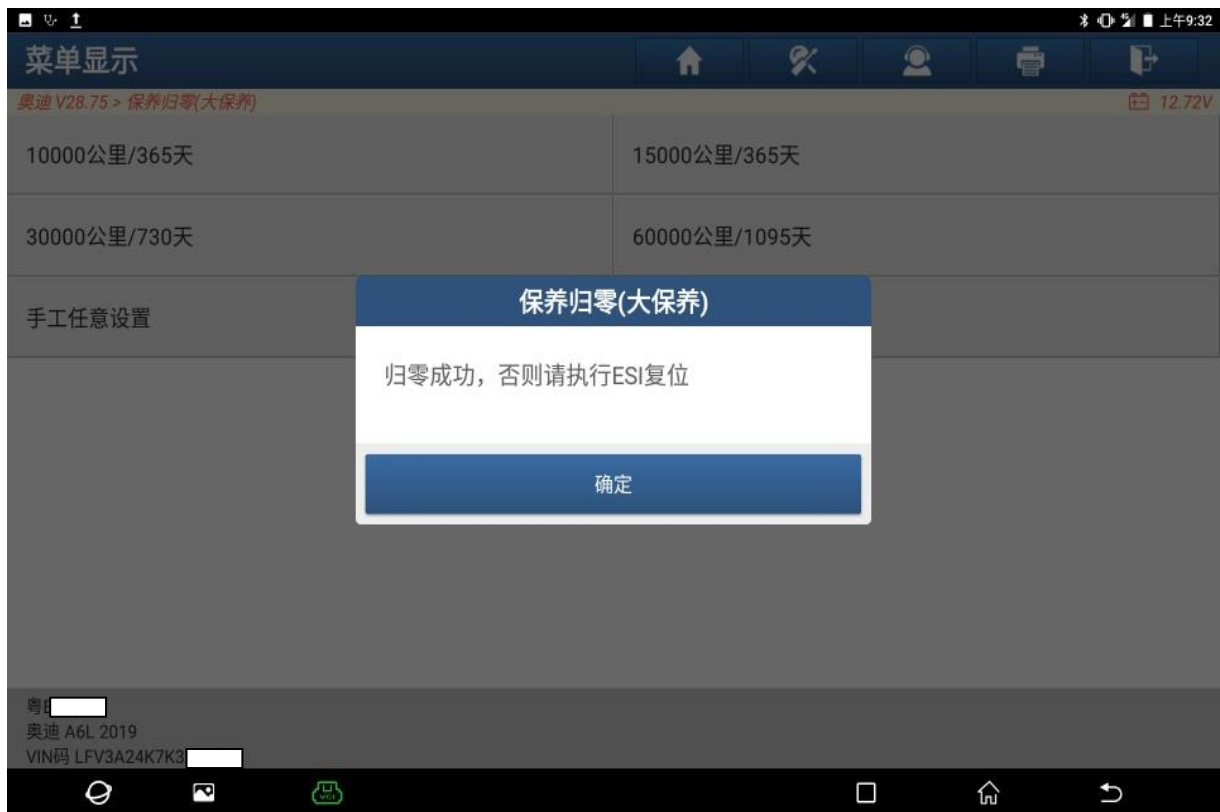 上午9:32
菜单显示
奥迪 V28.75 > 保养归零(大保养)
12.72V
10000公里/365天
15000公里/365天
30000公里/730天
60000公里/1095天
手工任意设置
保养归零(大保养)
归零成功，否则请执行ESI复位
确定
粤
奥迪 A6L 2019
VIN码 LFV3A24K7K3
VCI